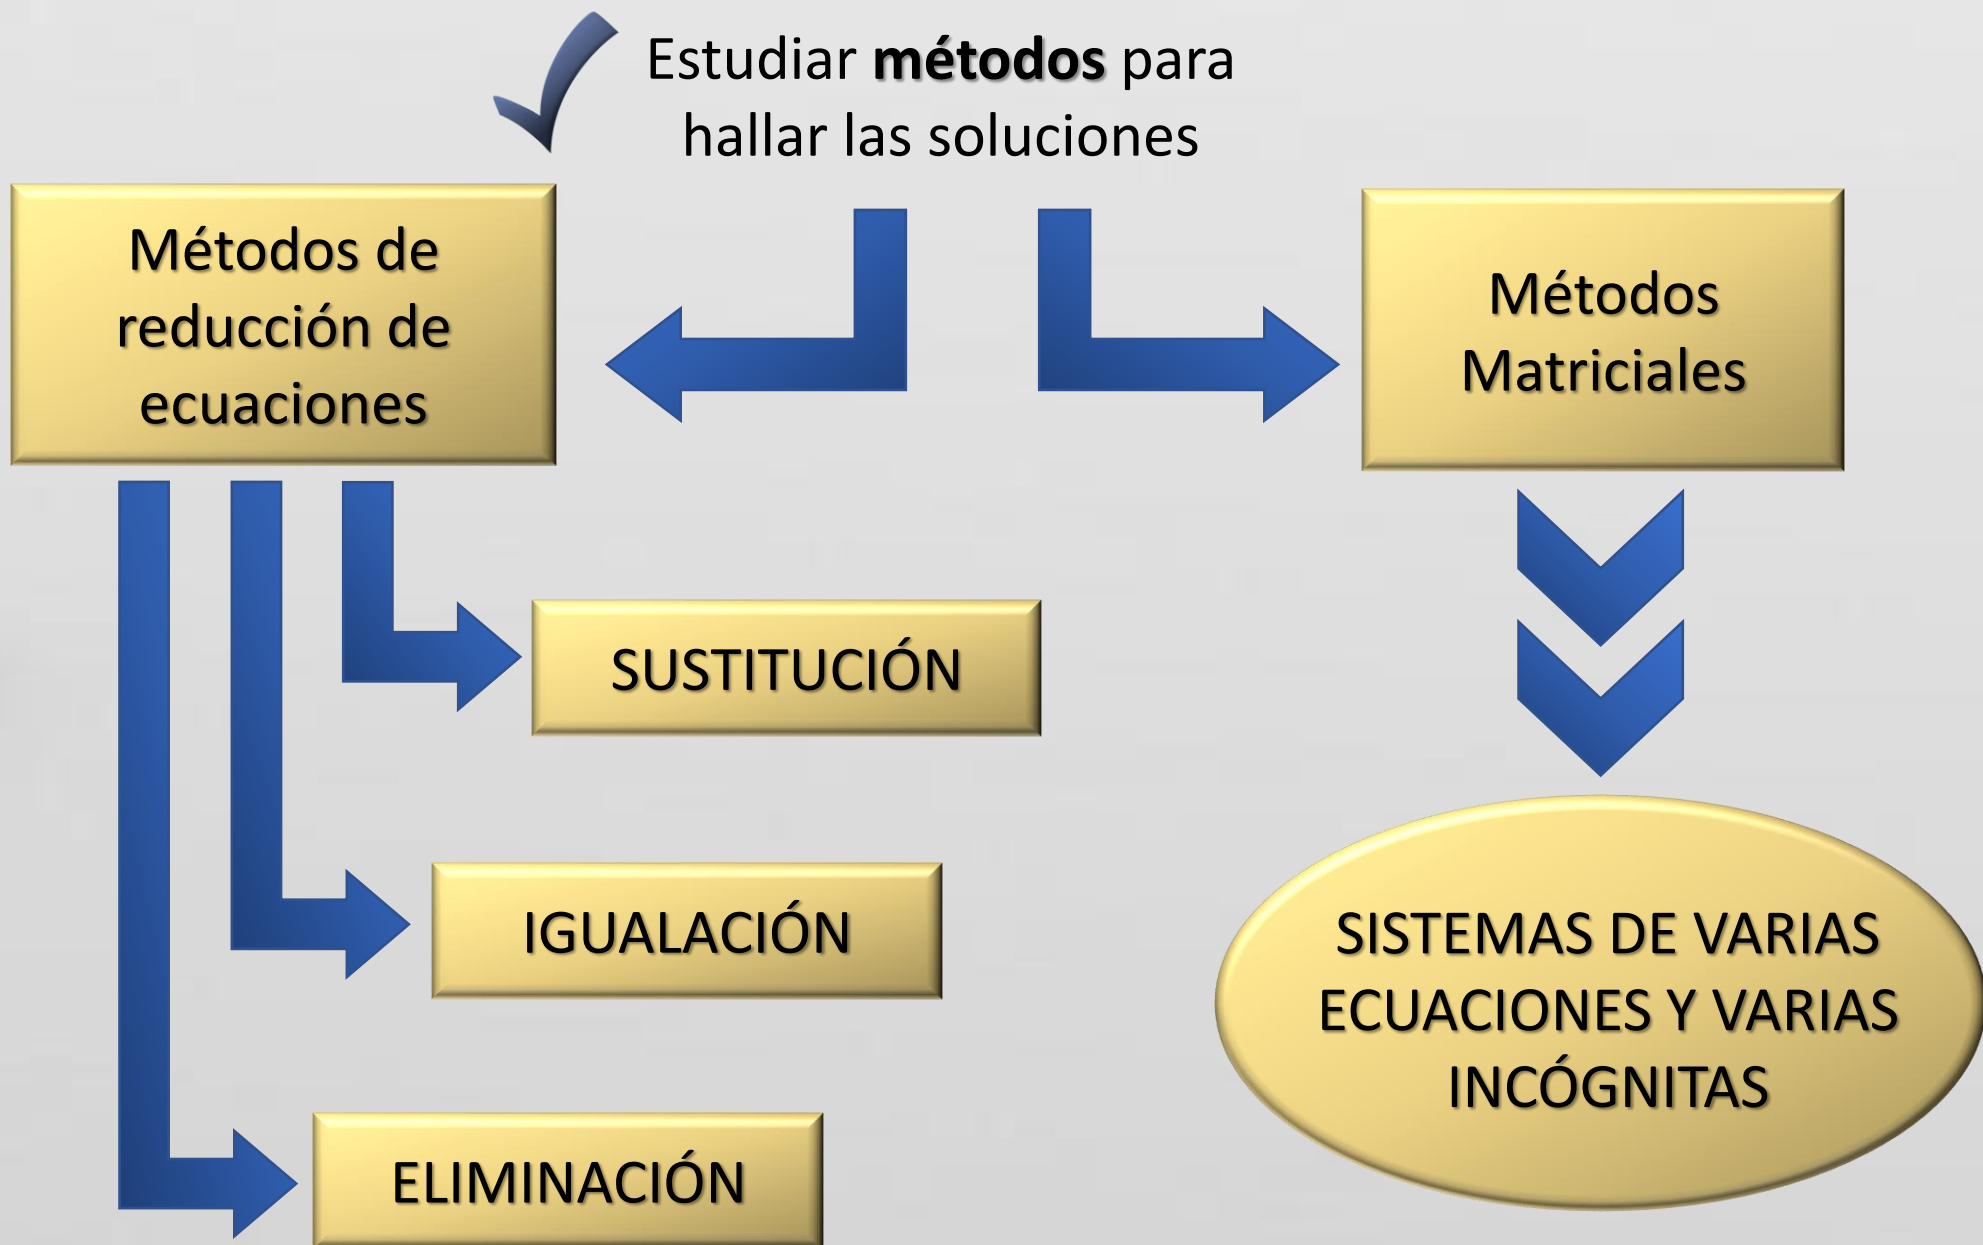 Estudiar métodos para
hallar las soluciones
Métodos de
reducción de
ecuaciones
Métodos
Matriciales
SUSTITUCIÓN
IGUALACIÓN
ELIMINACIÓN
SISTEMAS DE VARIAS
ECUACIONES Y VARIAS
INCÓGNITAS